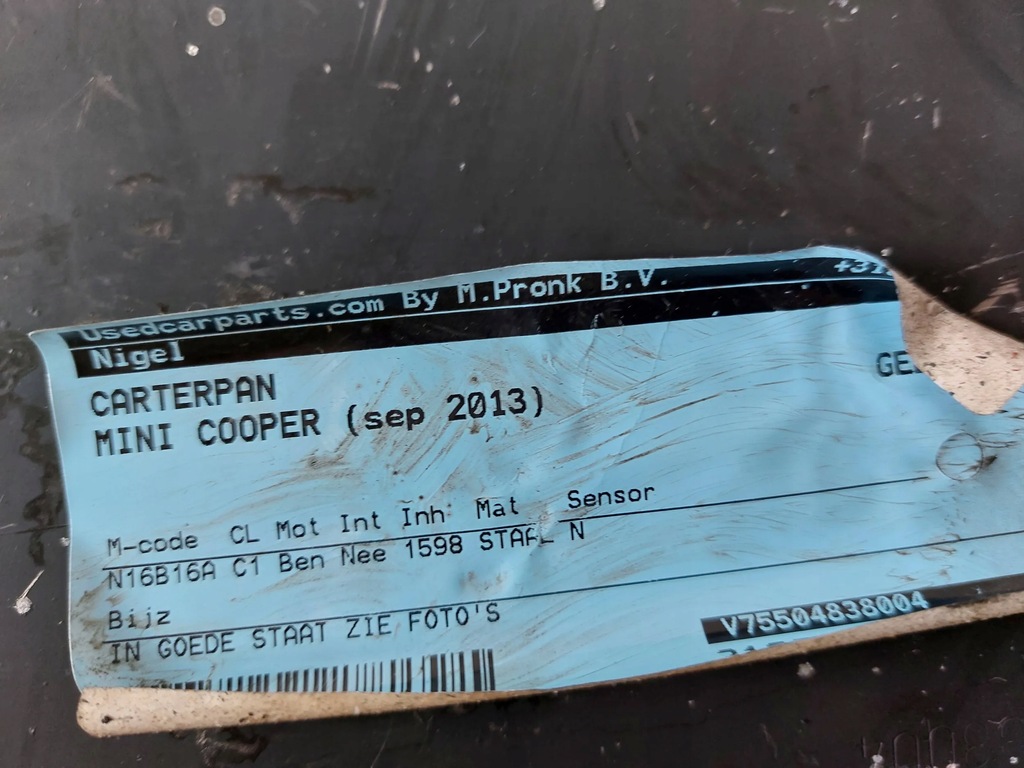 usedcarparts.com By M.Pronk B.V. +31
Nigel
CARTERPAN
MINI COOPER (sep 2013)
M-code CL Mot Int Inh Mat Sensor
N16B16A C1 Ben Nee 1598 STAAL N
Bijz
IN GOEDE STAAT ZIE FOTO'S
V75504838004